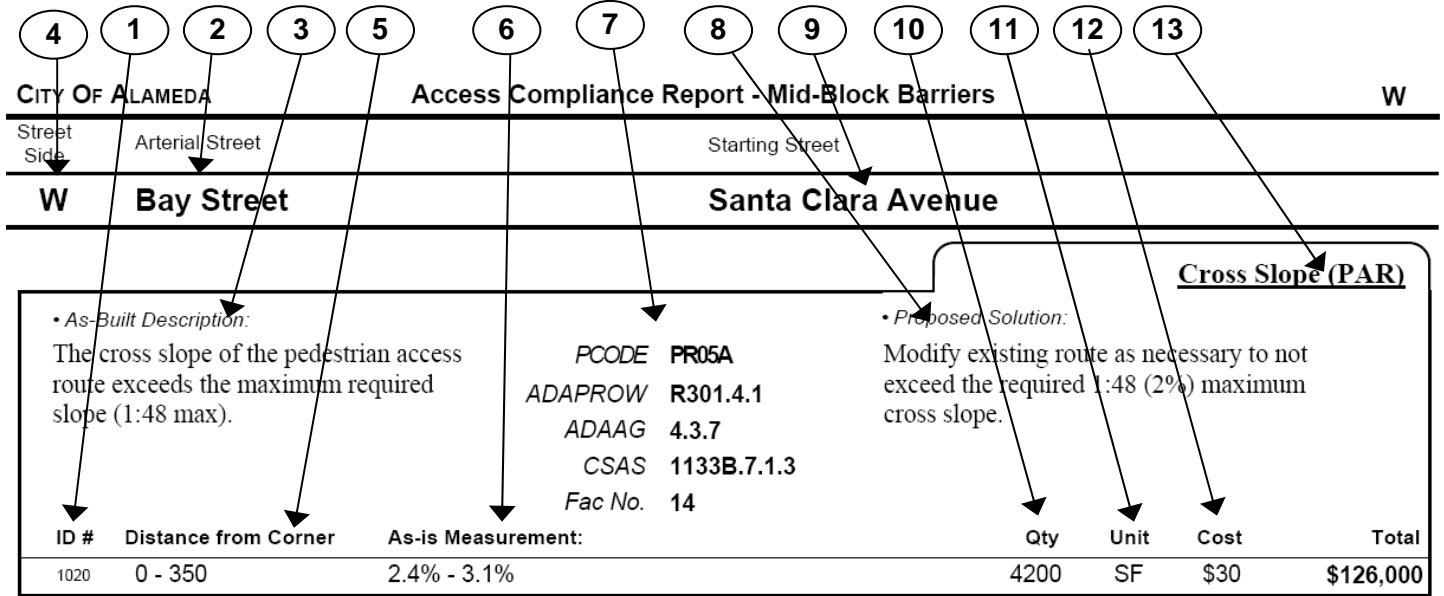 4 1 2 3 5 6 7 8 9 10 11 12 13
CITY OF ALAMEDA Access Compliance Report - Mid-Block Barriers W
Street Side Arterial Street Starting Street
W Bay Street Santa Clara Avenue
Cross Slope (PAR)
• As-Built Description:
The cross slope of the pedestrian access
route exceeds the maximum required
slope (1:48 max).
PCODE PR05A
ADAPROW R301.4.1
ADAAG 4.3.7
CSAS 1133B.7.1.3
Fac No. 14
• Proposed Solution:
Modify existing route as necessary to not
exceed the required 1:48 (2%) maximum
cross slope.
ID # Distance from Corner As-is Measurement: Qty Unit Cost Total
1020 0 - 350 2.4% - 3.1% 4200 SF $30 $126,000